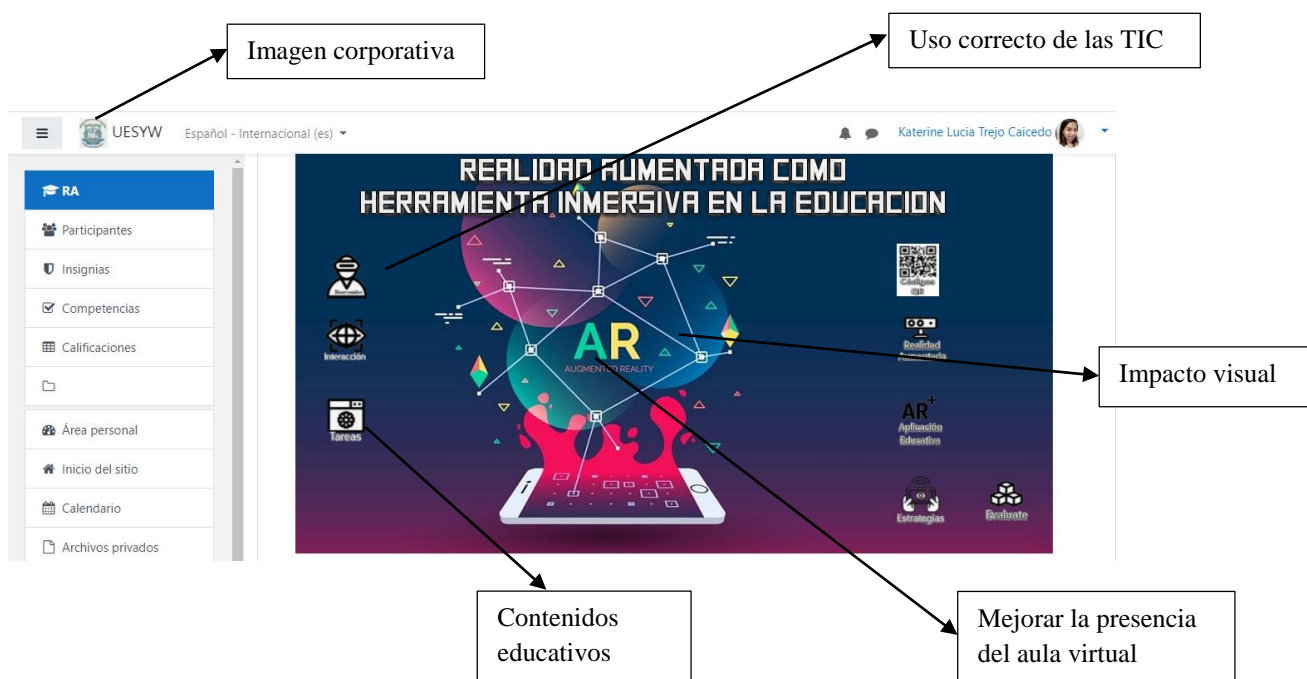 Imagen corporativa
Uso correcto de las TIC
UESYW Español - Internacional (es)
Katerine Lucia Trejo Caicedo
RA
Participantes
Insignias
Competencias
Calificaciones
Área personal
Inicio del sitio
Calendario
Archivos privados
REALIDAD AUMENTADA COMO
HERRAMIENTA INMERSIVA EN LA EDUCACION
Bienvenidos
Interacción
Tareas
AR
AUGMENTED REALITY
Códigos
QR
Realidad
Aumentada
AR+
Aplicación
Educativa
Estrategias
Evaluate
Impacto visual
Contenidos
educativos
Mejorar la presencia
del aula virtual